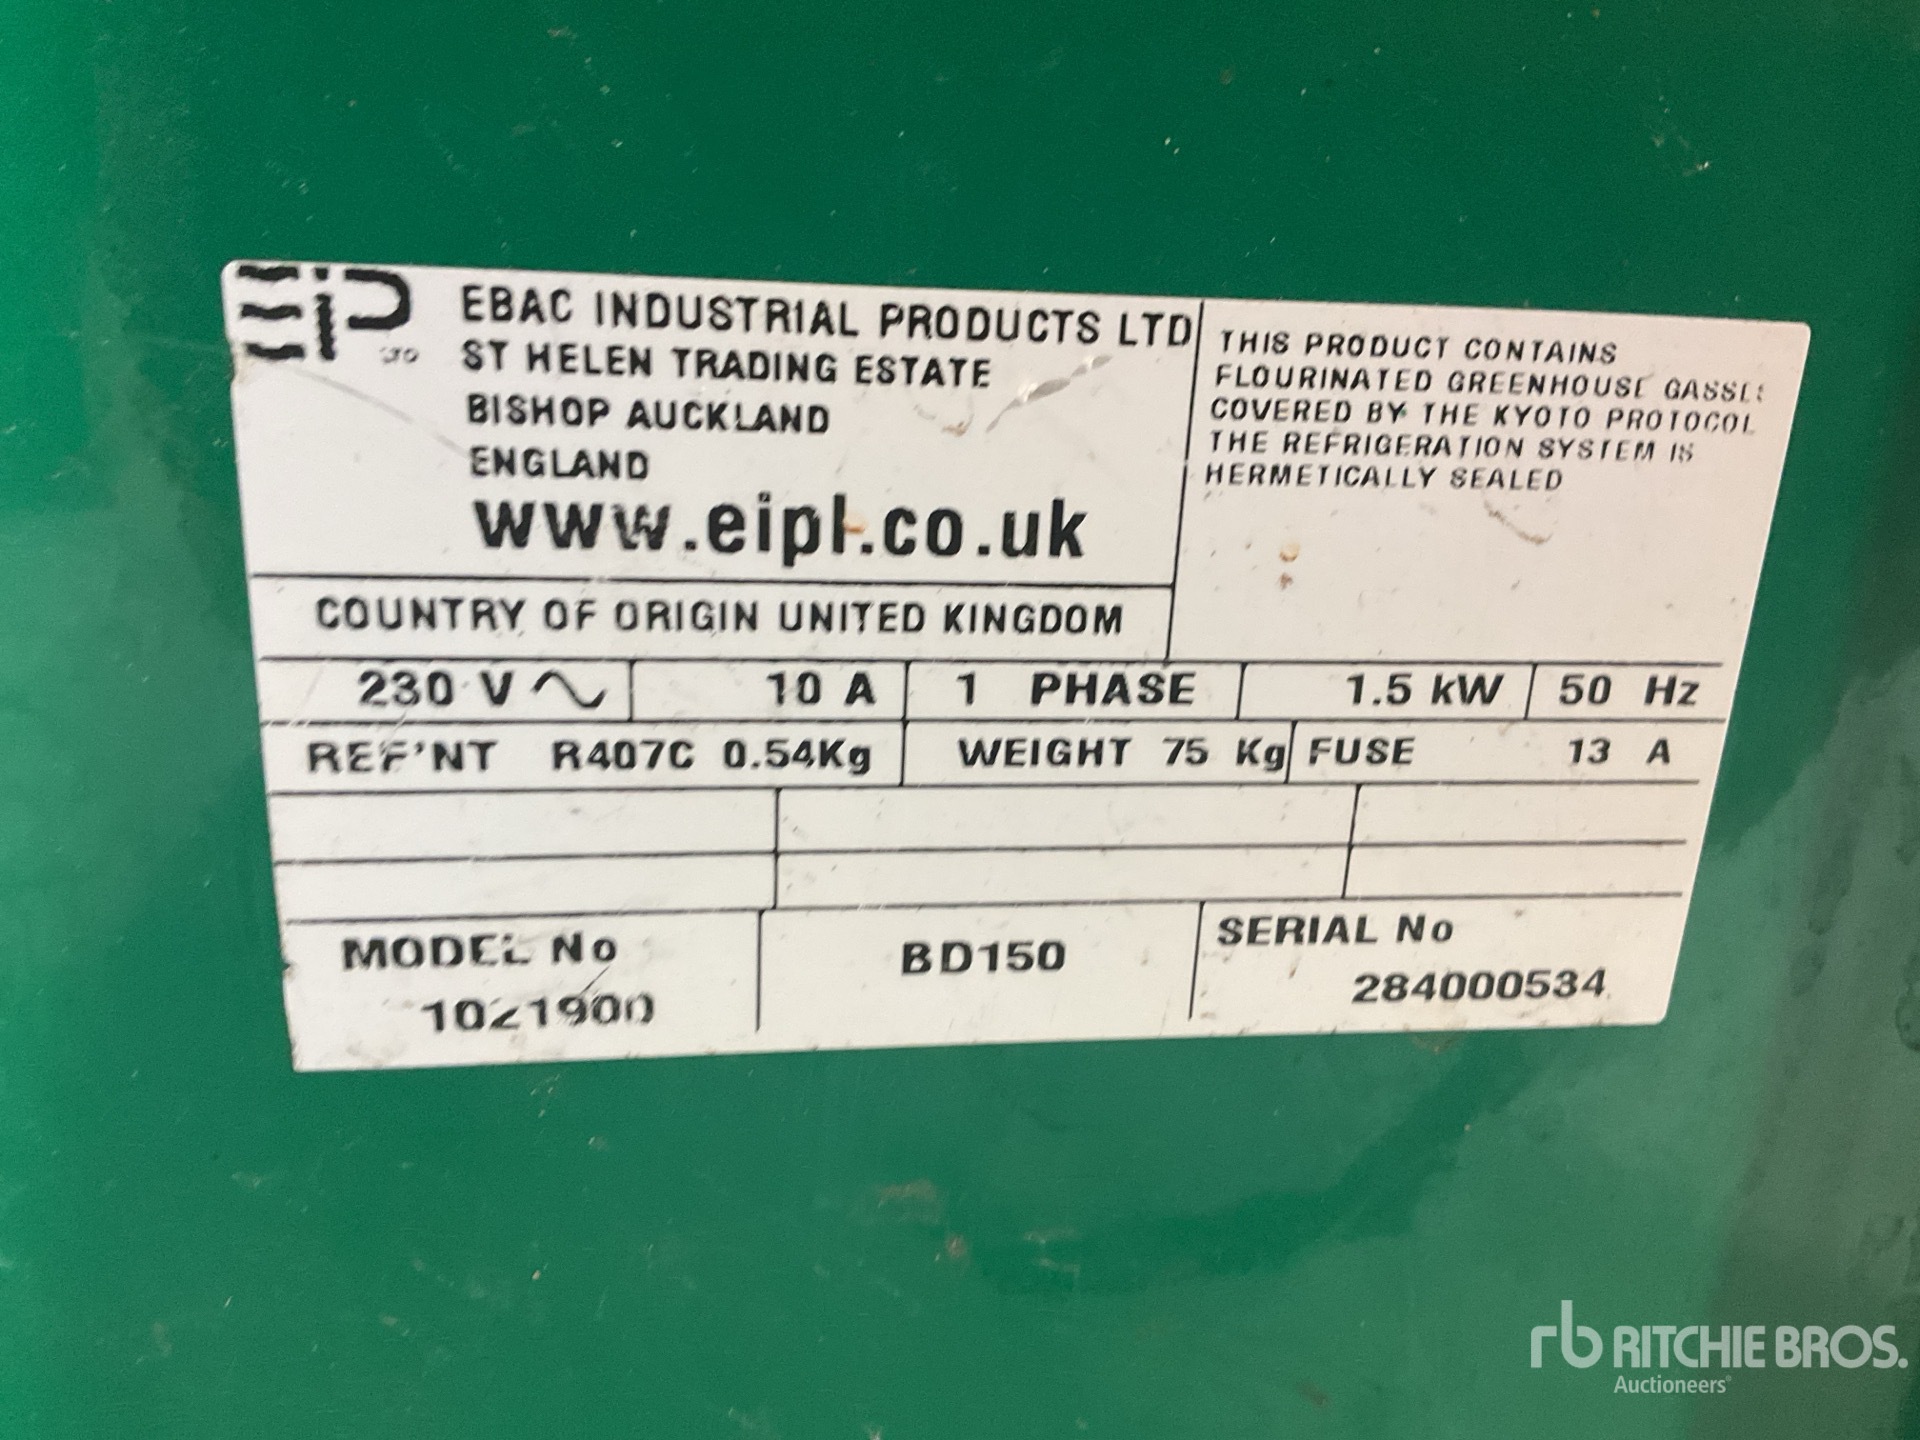 EIP
EBAC INDUSTRIAL PRODUCTS LTD
ST HELEN TRADING ESTATE
BISHOP AUCKLAND
ENGLAND
www.eipl.co.uk
THIS PRODUCT CONTAINS
FLOURINATED GREENHOUSE GASSES
COVERED BY THE KYOTO PROTOCOL
THE REFRIGERATION SYSTEM IS
HERMETICALLY SEALED
COUNTRY OF ORIGIN UNITED KINGDOM
230 V ~ 10 A 1 PHASE 1.5 kW 50 Hz
REF'NT R407C 0.54Kg WEIGHT 75 Kg FUSE 13 A
MODEL No BD150 SERIAL No
1021900 284000534
rb RITCHIE BROS.
Auctioneers